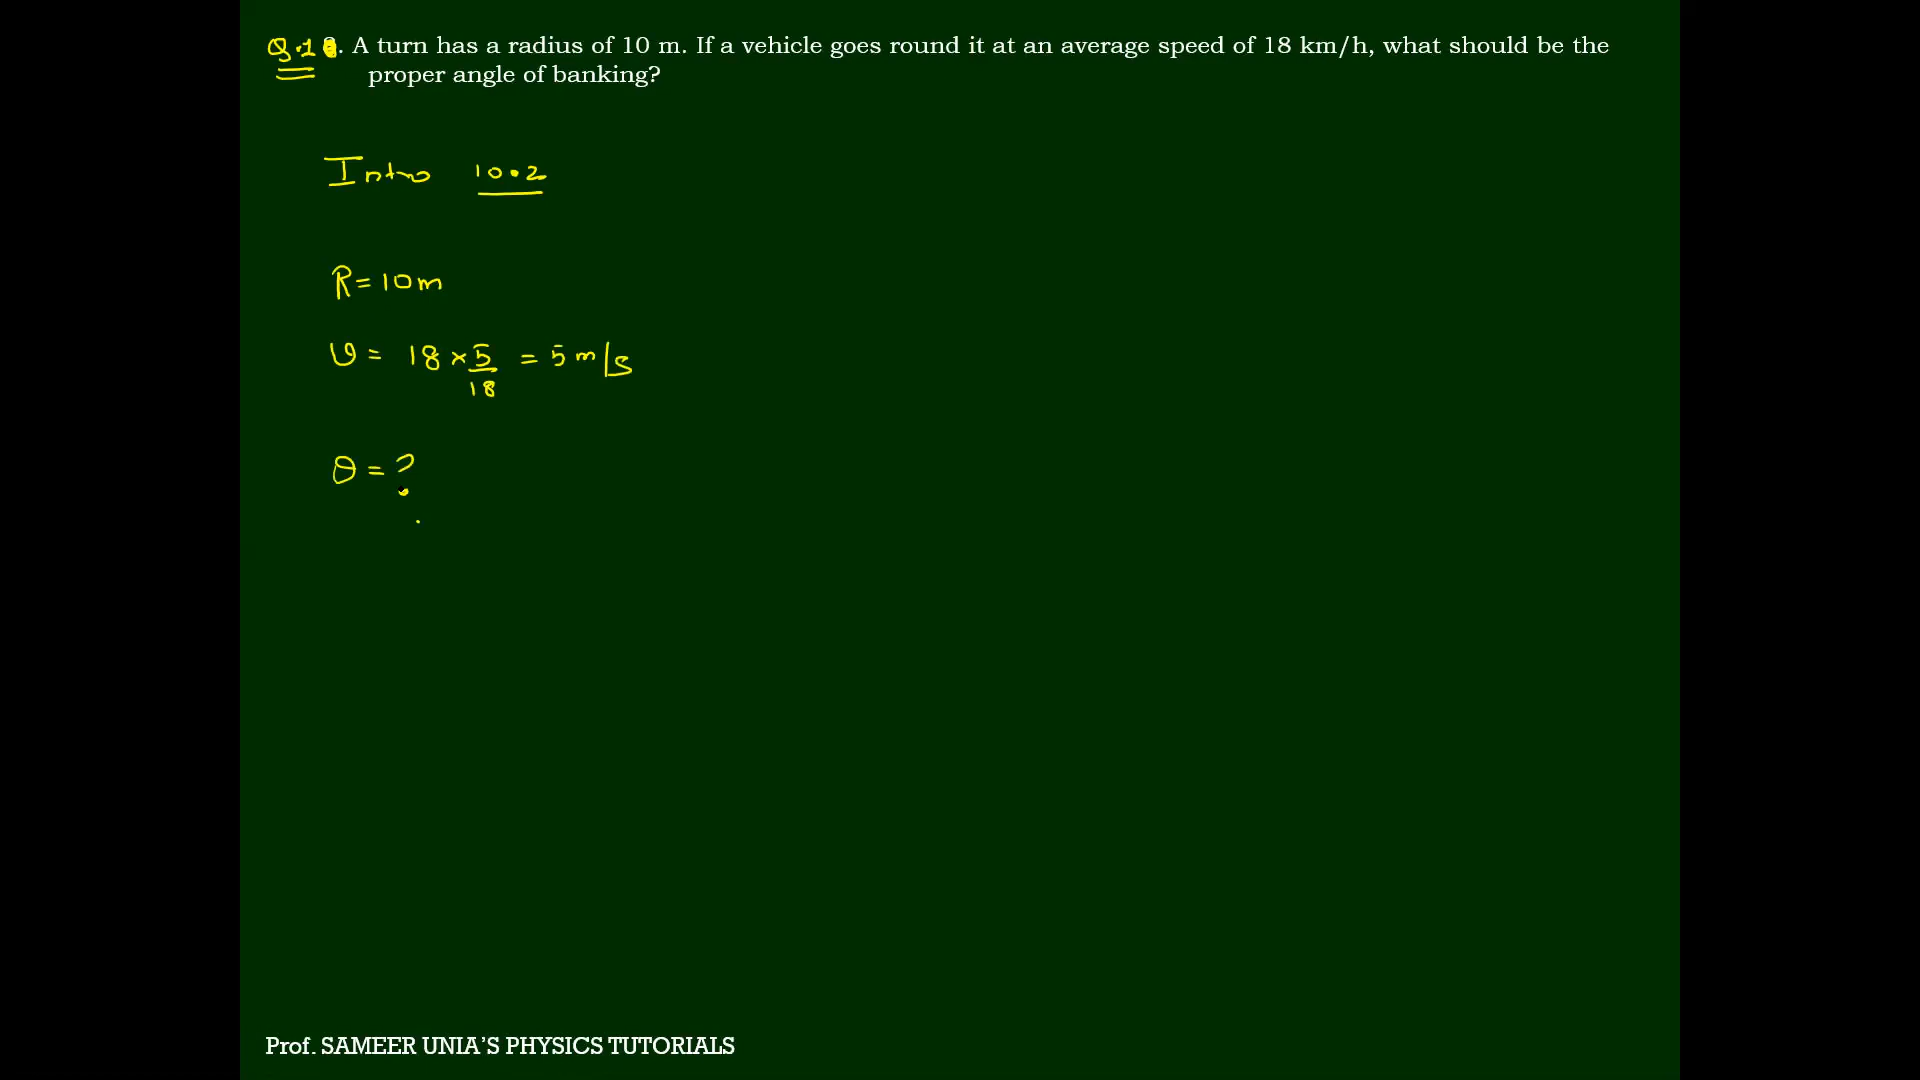 Q.1 . A turn has a radius of 10 m. If a vehicle goes round it at an average speed of 18 km/h, what should be the
proper angle of banking?
Intro 10.2
R = 10m
v = 18 × 5/18 = 5 m/s
θ = ?
Prof. SAMEER UNIA'S PHYSICS TUTORIALS